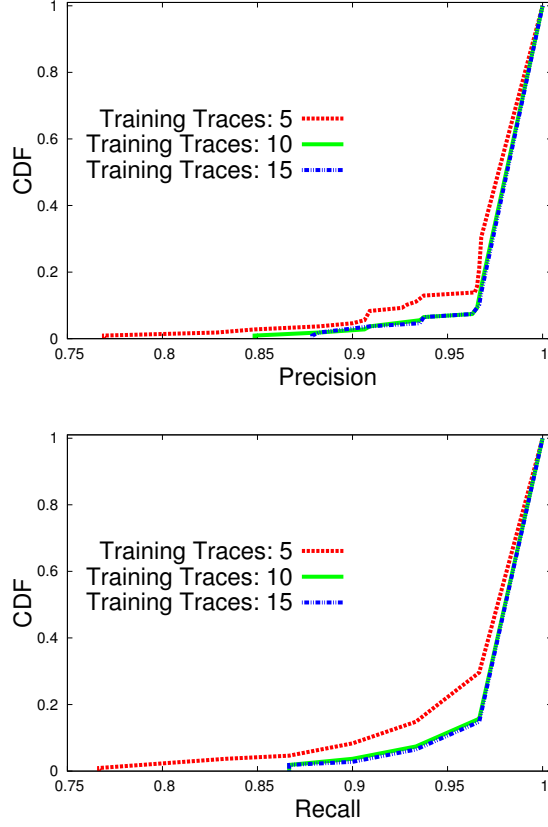 1
0.8
0.6
0.4
0.2
0
CDF
Training Traces: 5
Training Traces: 10
Training Traces: 15
0.75 0.8 0.85 0.9 0.95 1
Precision
1
0.8
0.6
0.4
0.2
0
CDF
Training Traces: 5
Training Traces: 10
Training Traces: 15
0.75 0.8 0.85 0.9 0.95 1
Recall